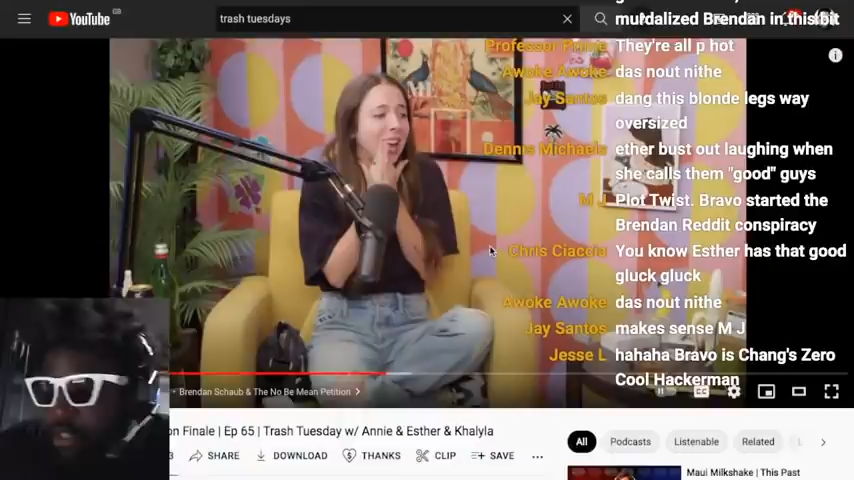 YouTube GB
trash tuesdays
murdalized Brendan in this bit
They're all p hot
Awoke Awoke das nout nithe
Jay Santos dang this blonde legs way
oversized
Dennis Michaels ether bust out laughing when
she calls them "good" guys
M J Plot Twist. Bravo started the
Brendan Reddit conspiracy
Chris Ciaccia You know Esther has that good
gluck gluck
Awoke Awoke das nout nithe
Jay Santos makes sense M J
Jesse L hahaha Bravo is Chang's Zero
Cool Hackerman
• Brendan Schaub & The No Be Mean Petition
on Finale | Ep 65 | Trash Tuesday w/ Annie & Esther & Khalyla
3 SHARE DOWNLOAD THANKS CLIP SAVE
All Podcasts Listenable Related
Maui Milkshake | This Past